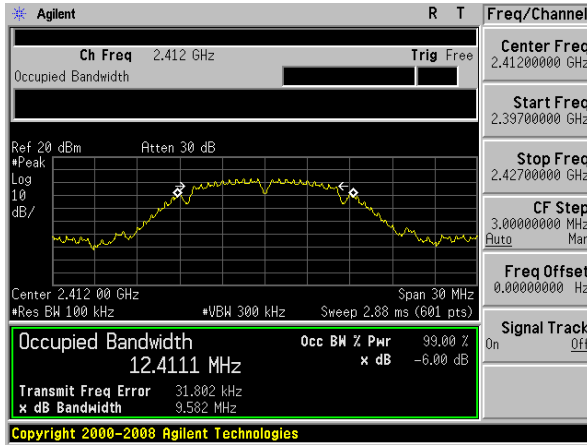 Agilent R T Freq/Channel
Ch Freq 2.412 GHz Trig Free
Occupied Bandwidth
Center Freq
2.41200000 GHz
Start Freq
2.39700000 GHz
Stop Freq
2.42700000 GHz
CF Step
3.00000000 MHz
Auto Man
Freq Offset
0.00000000 Hz
Signal Track
On Off
Ref 20 dBm Atten 30 dB
#Peak
Log
10
dB/
Center 2.412 00 GHz Span 30 MHz
#Res BW 100 kHz #VBW 300 kHz Sweep 2.88 ms (601 pts)
Occupied Bandwidth Occ BW % Pwr 99.00 %
12.4111 MHz x dB -6.00 dB
Transmit Freq Error 31.802 kHz
x dB Bandwidth 9.582 MHz
Copyright 2000-2008 Agilent Technologies